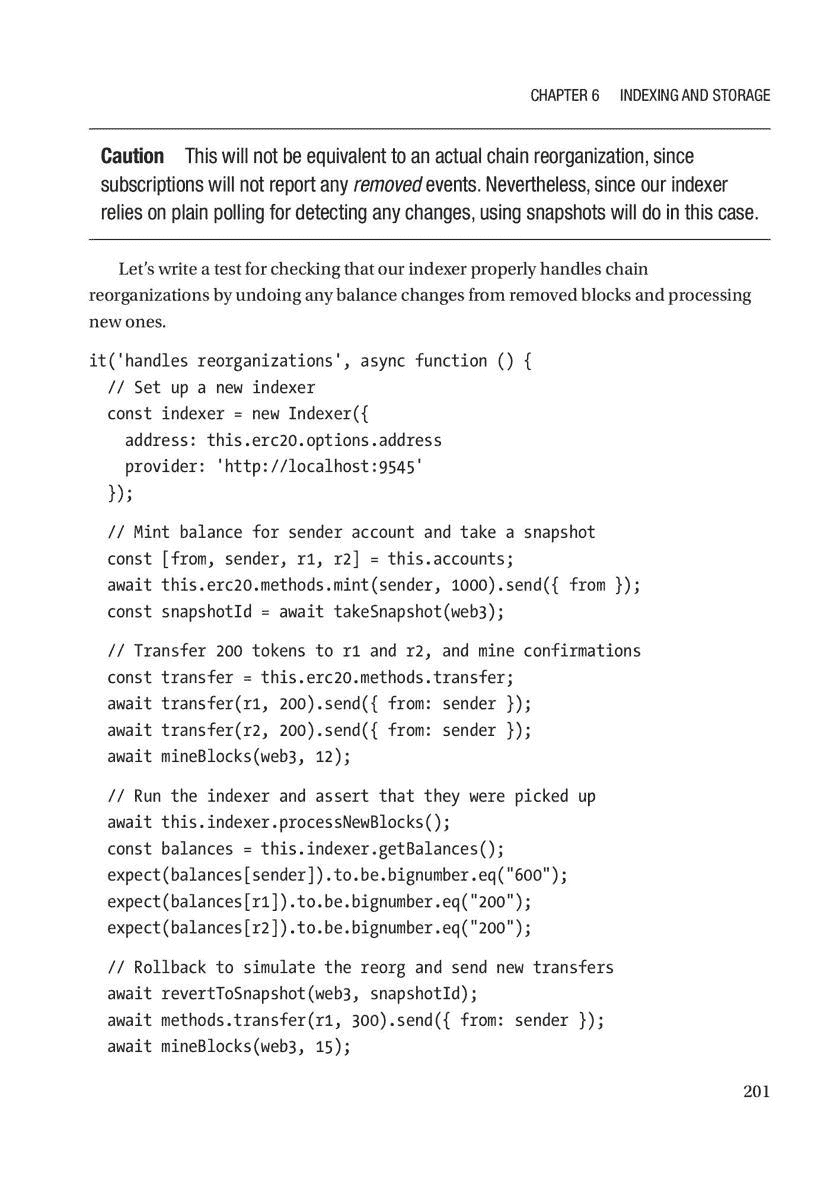 CHAPTER 6 INDEXING AND STORAGE
Caution This will not be equivalent to an actual chain reorganization, since
subscriptions will not report any removed events. Nevertheless, since our indexer
relies on plain polling for detecting any changes, using snapshots will do in this case.
Let’s write a test for checking that our indexer properly handles chain
reorganizations by undoing any balance changes from removed blocks and processing
new ones.
it('handles reorganizations', async function () {
  // Set up a new indexer
  const indexer = new Indexer({
    address: this.erc20.options.address
    provider: 'http://localhost:9545'
  });
  // Mint balance for sender account and take a snapshot
  const [from, sender, r1, r2] = this.accounts;
  await this.erc20.methods.mint(sender, 1000).send({ from });
  const snapshotId = await takeSnapshot(web3);
  // Transfer 200 tokens to r1 and r2, and mine confirmations
  const transfer = this.erc20.methods.transfer;
  await transfer(r1, 200).send({ from: sender });
  await transfer(r2, 200).send({ from: sender });
  await mineBlocks(web3, 12);
  // Run the indexer and assert that they were picked up
  await this.indexer.processNewBlocks();
  const balances = this.indexer.getBalances();
  expect(balances[sender]).to.be.bignumber.eq("600");
  expect(balances[r1]).to.be.bignumber.eq("200");
  expect(balances[r2]).to.be.bignumber.eq("200");
  // Rollback to simulate the reorg and send new transfers
  await revertToSnapshot(web3, snapshotId);
  await methods.transfer(r1, 300).send({ from: sender });
  await mineBlocks(web3, 15);
201